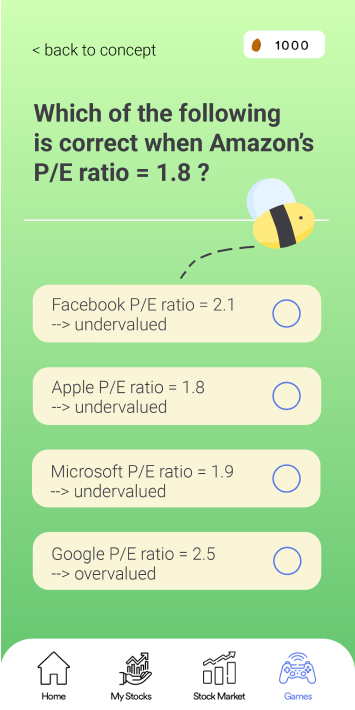 < back to concept
1000
Which of the following
is correct when Amazon's
P/E ratio = 1.8 ?
Facebook P/E ratio = 2.1
--> undervalued
Apple P/E ratio = 1.8
--> undervalued
Microsoft P/E ratio = 1.9
--> undervalued
Google P/E ratio = 2.5
--> overvalued
Home
My Stocks
Stock Market
Games